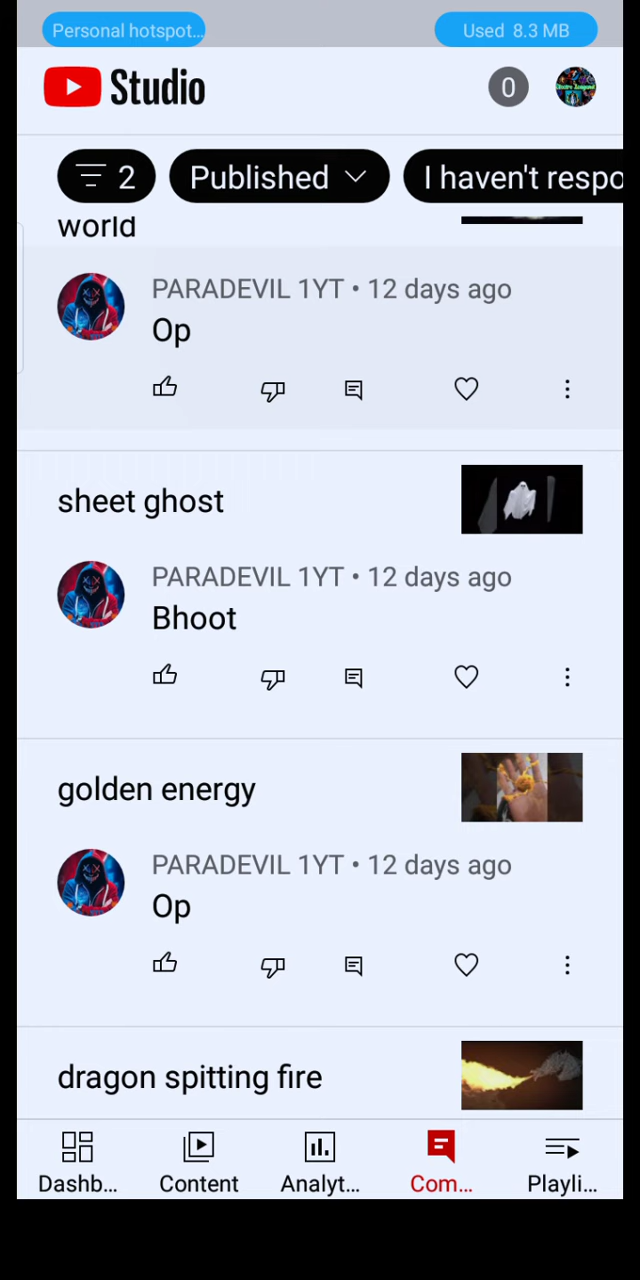 Personal hotspot...
Used 8.3 MB
Studio
0
2
Published
I haven't respo
world
PARADEVIL 1YT • 12 days ago
Op
sheet ghost
PARADEVIL 1YT • 12 days ago
Bhoot
golden energy
PARADEVIL 1YT • 12 days ago
Op
dragon spitting fire
Dashb...
Content
Analyt...
Com...
Playli...